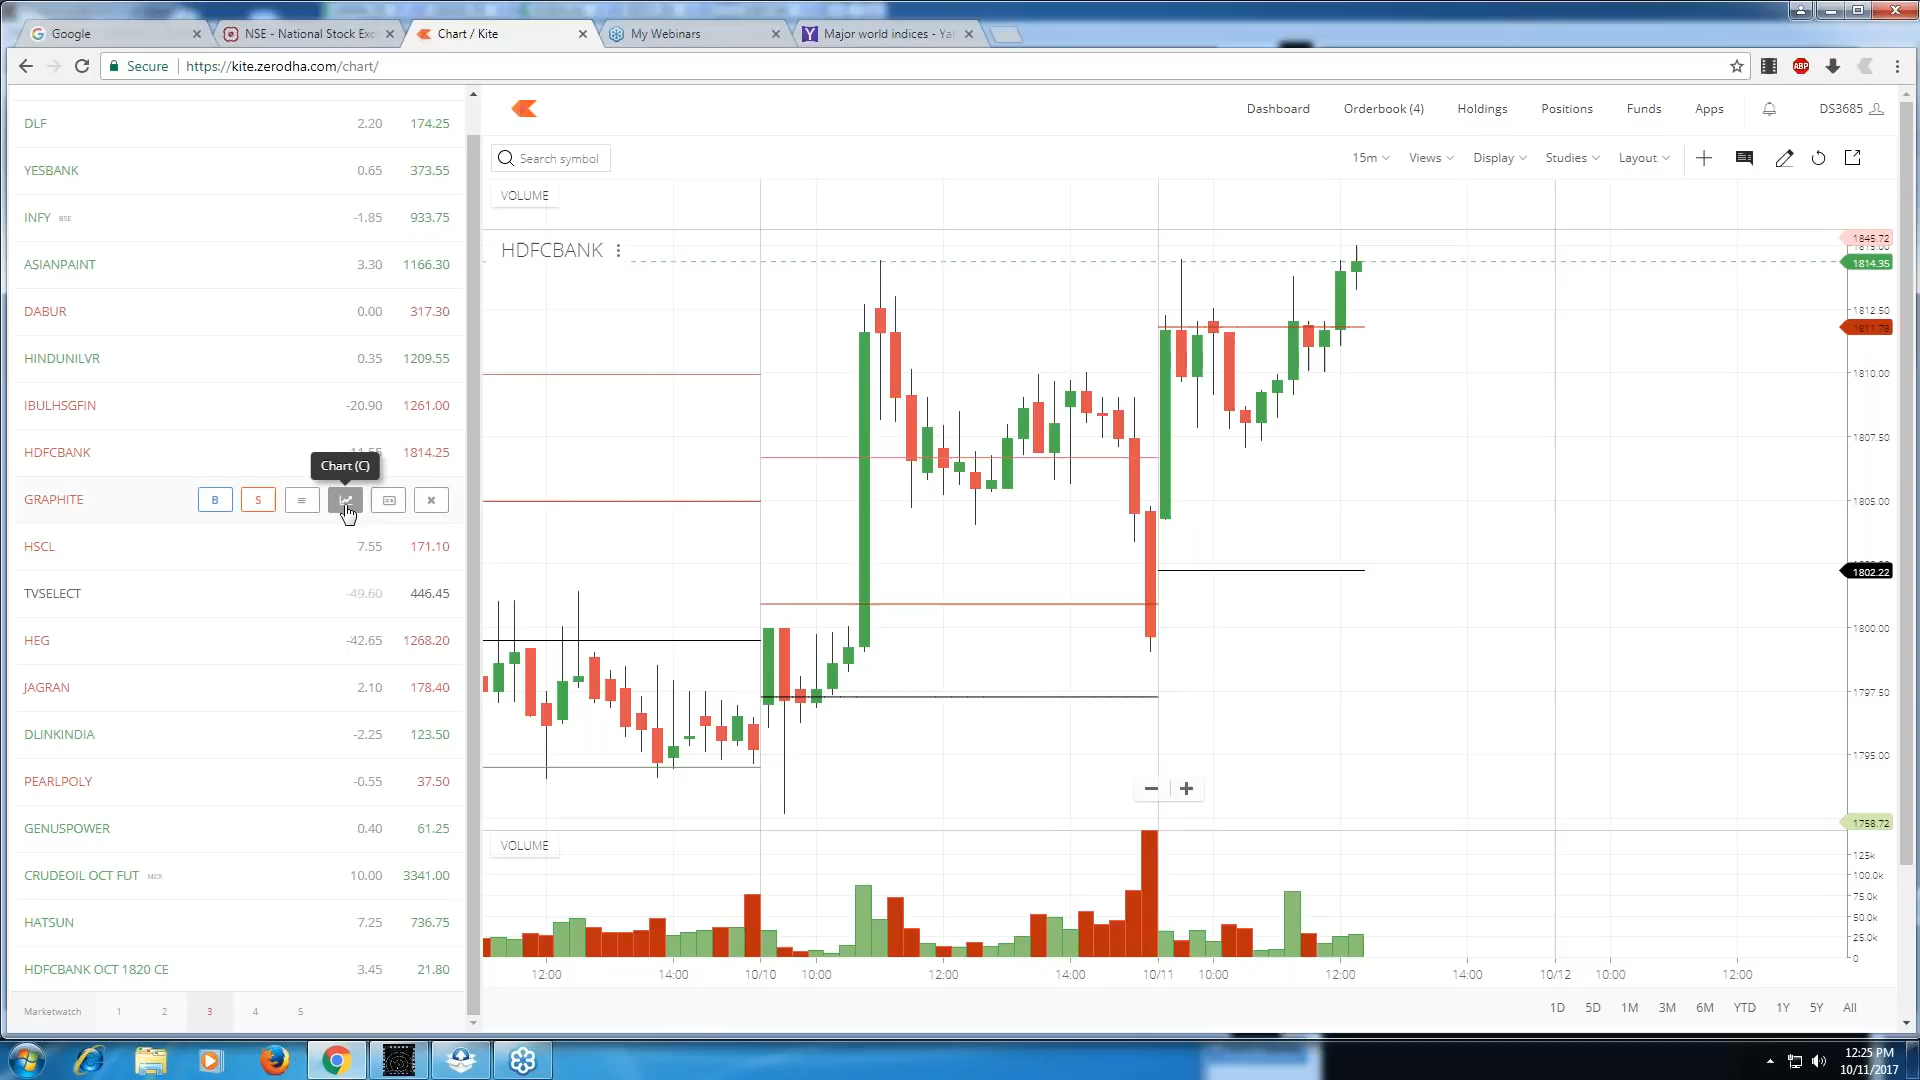 Google
NSE - National Stock Exc
Chart / Kite
My Webinars
Major world indices - Ya
Secure
https://kite.zerodha.com/chart/
ABP
DLF 2.20 174.25
YESBANK 0.65 373.55
INFY BSE -1.85 933.75
ASIANPAINT 3.30 1166.30
DABUR 0.00 317.30
HINDUNILVR 0.35 1209.55
IBULHSGFIN -20.90 1261.00
HDFCBANK 11.55 1814.25
Chart (C)
GRAPHITE B S
HSCL 7.55 171.10
TVSELECT -49.60 446.45
HEG -42.65 1268.20
JAGRAN 2.10 178.40
DLINKINDIA -2.25 123.50
PEARLPOLY -0.55 37.50
GENUSPOWER 0.40 61.25
CRUDEOIL OCT FUT MCX 10.00 3341.00
HATSUN 7.25 736.75
HDFCBANK OCT 1820 CE 3.45 21.80
Marketwatch 1 2 3 4 5
Dashboard Orderbook (4) Holdings Positions Funds Apps DS3685
Search symbol
15m Views Display Studies Layout
VOLUME
HDFCBANK
1845.72
1815.00
1814.35
1812.50
1811.78
1810.00
1807.50
1805.00
1802.22
1800.00
1797.50
1795.00
1758.72
VOLUME
125k
100.0k
75.0k
50.0k
25.0k
0
12:00 14:00 10/10 10:00 12:00 14:00 10/11 10:00 12:00 14:00 10/12 10:00 12:00
1D 5D 1M 3M 6M YTD 1Y 5Y All
12:25 PM
10/11/2017